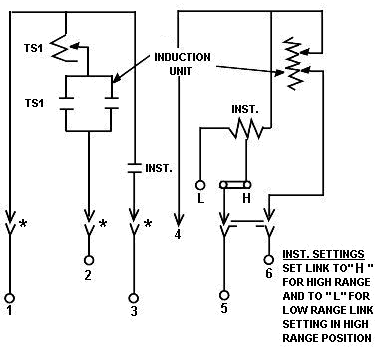 TS1
INDUCTION
UNIT
TS1
INST.
INST.
L
H
*
*
*
4
1
2
3
5
6
INST. SETTINGS
SET LINK TO "H"
FOR HIGH RANGE
AND TO "L" FOR
LOW RANGE LINK
SETTING IN HIGH
RANGE POSITION